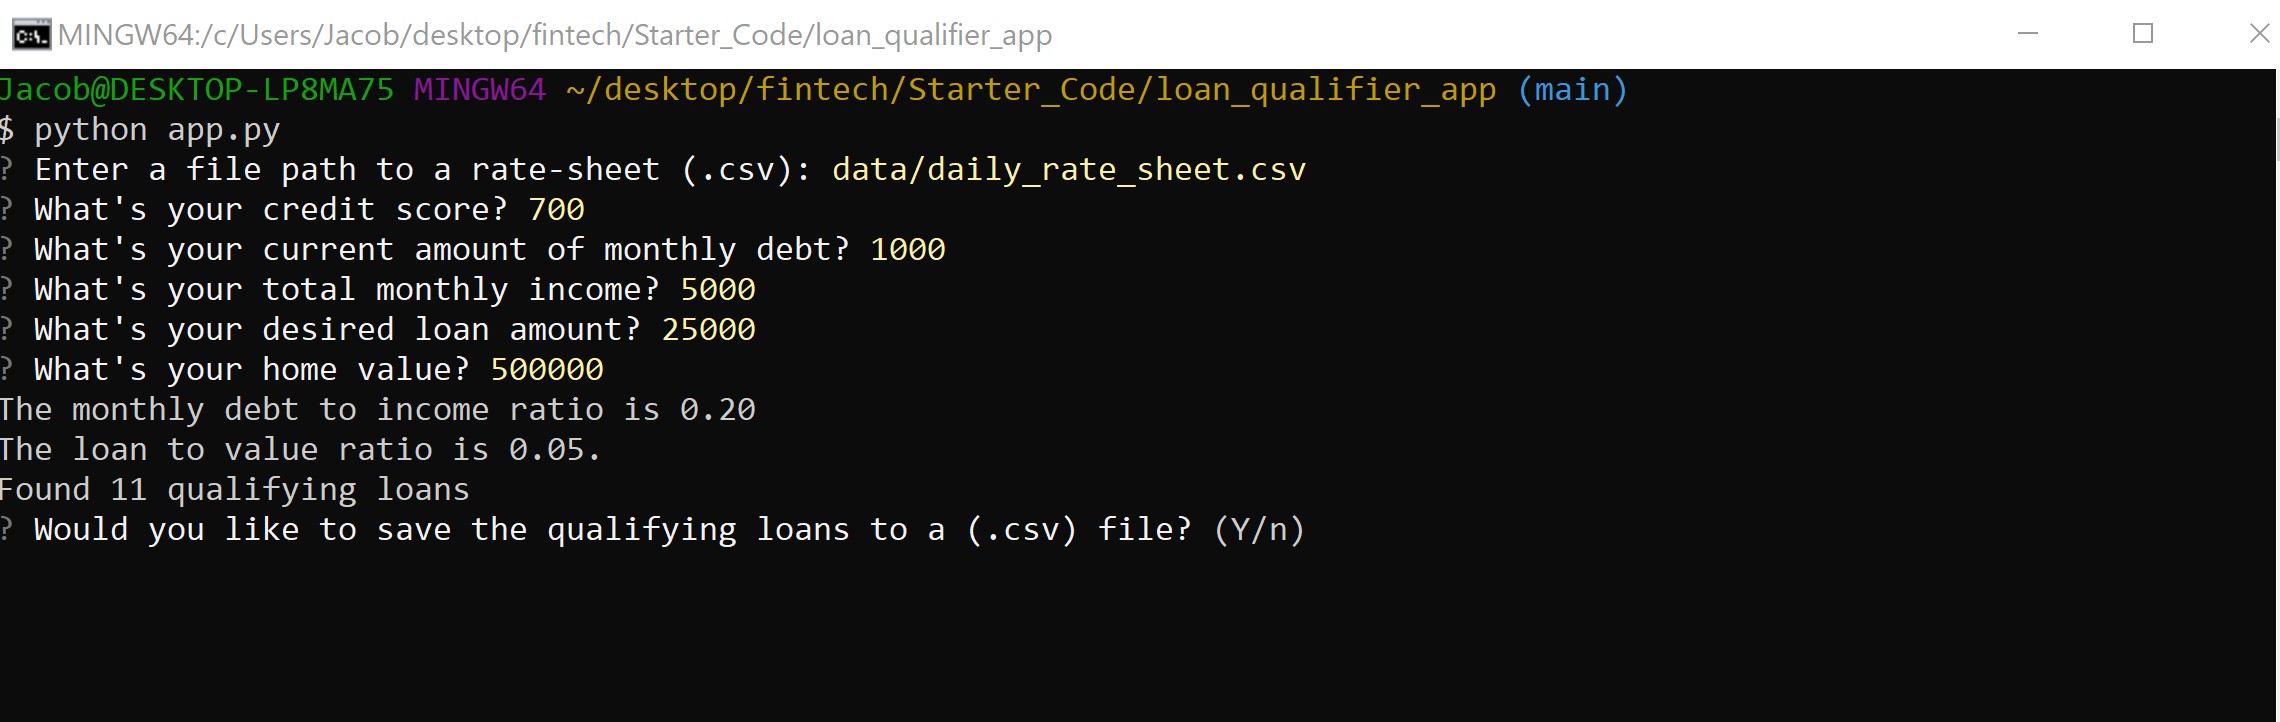 MINGW64:/c/Users/Jacob/desktop/fintech/Starter_Code/loan_qualifier_app
Jacob@DESKTOP-LP8MA75 MINGW64 ~/desktop/fintech/Starter_Code/loan_qualifier_app (main)
$ python app.py
? Enter a file path to a rate-sheet (.csv): data/daily_rate_sheet.csv
? What's your credit score? 700
? What's your current amount of monthly debt? 1000
? What's your total monthly income? 5000
? What's your desired loan amount? 25000
? What's your home value? 500000
The monthly debt to income ratio is 0.20
The loan to value ratio is 0.05.
Found 11 qualifying loans
? Would you like to save the qualifying loans to a (.csv) file? (Y/n)